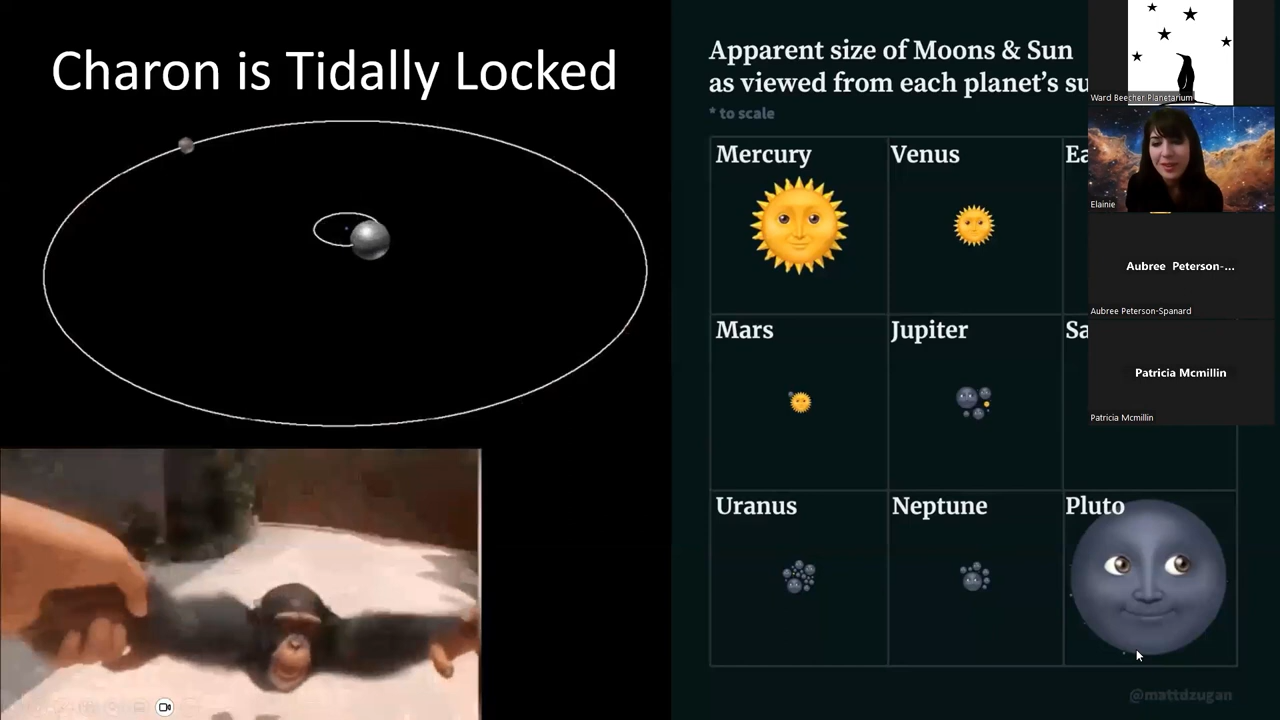 Charon is Tidally Locked
Apparent size of Moons & Sun
as viewed from each planet's su
* to scale
Mercury
Venus
Ea
Mars
Jupiter
Sa
Uranus
Neptune
Pluto
@mattdzugan
Ward Beecher Planetarium
Elainie
Aubree Peterson-...
Aubree Peterson-Spanard
Patricia Mcmillin
Patricia Mcmillin